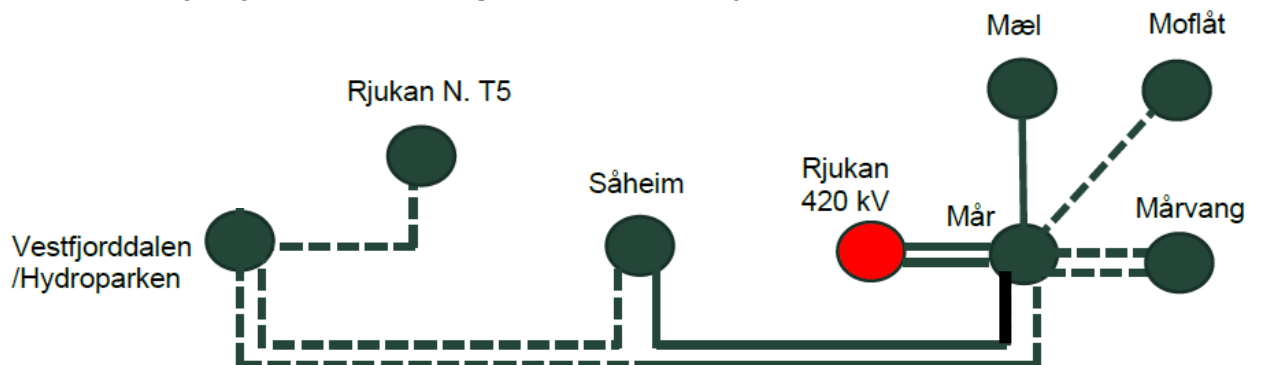 Mæl
Moflåt
Rjukan N. T5
Rjukan
420 kV
Såheim
Mår
Mårvang
Vestfjorddalen
/Hydroparken